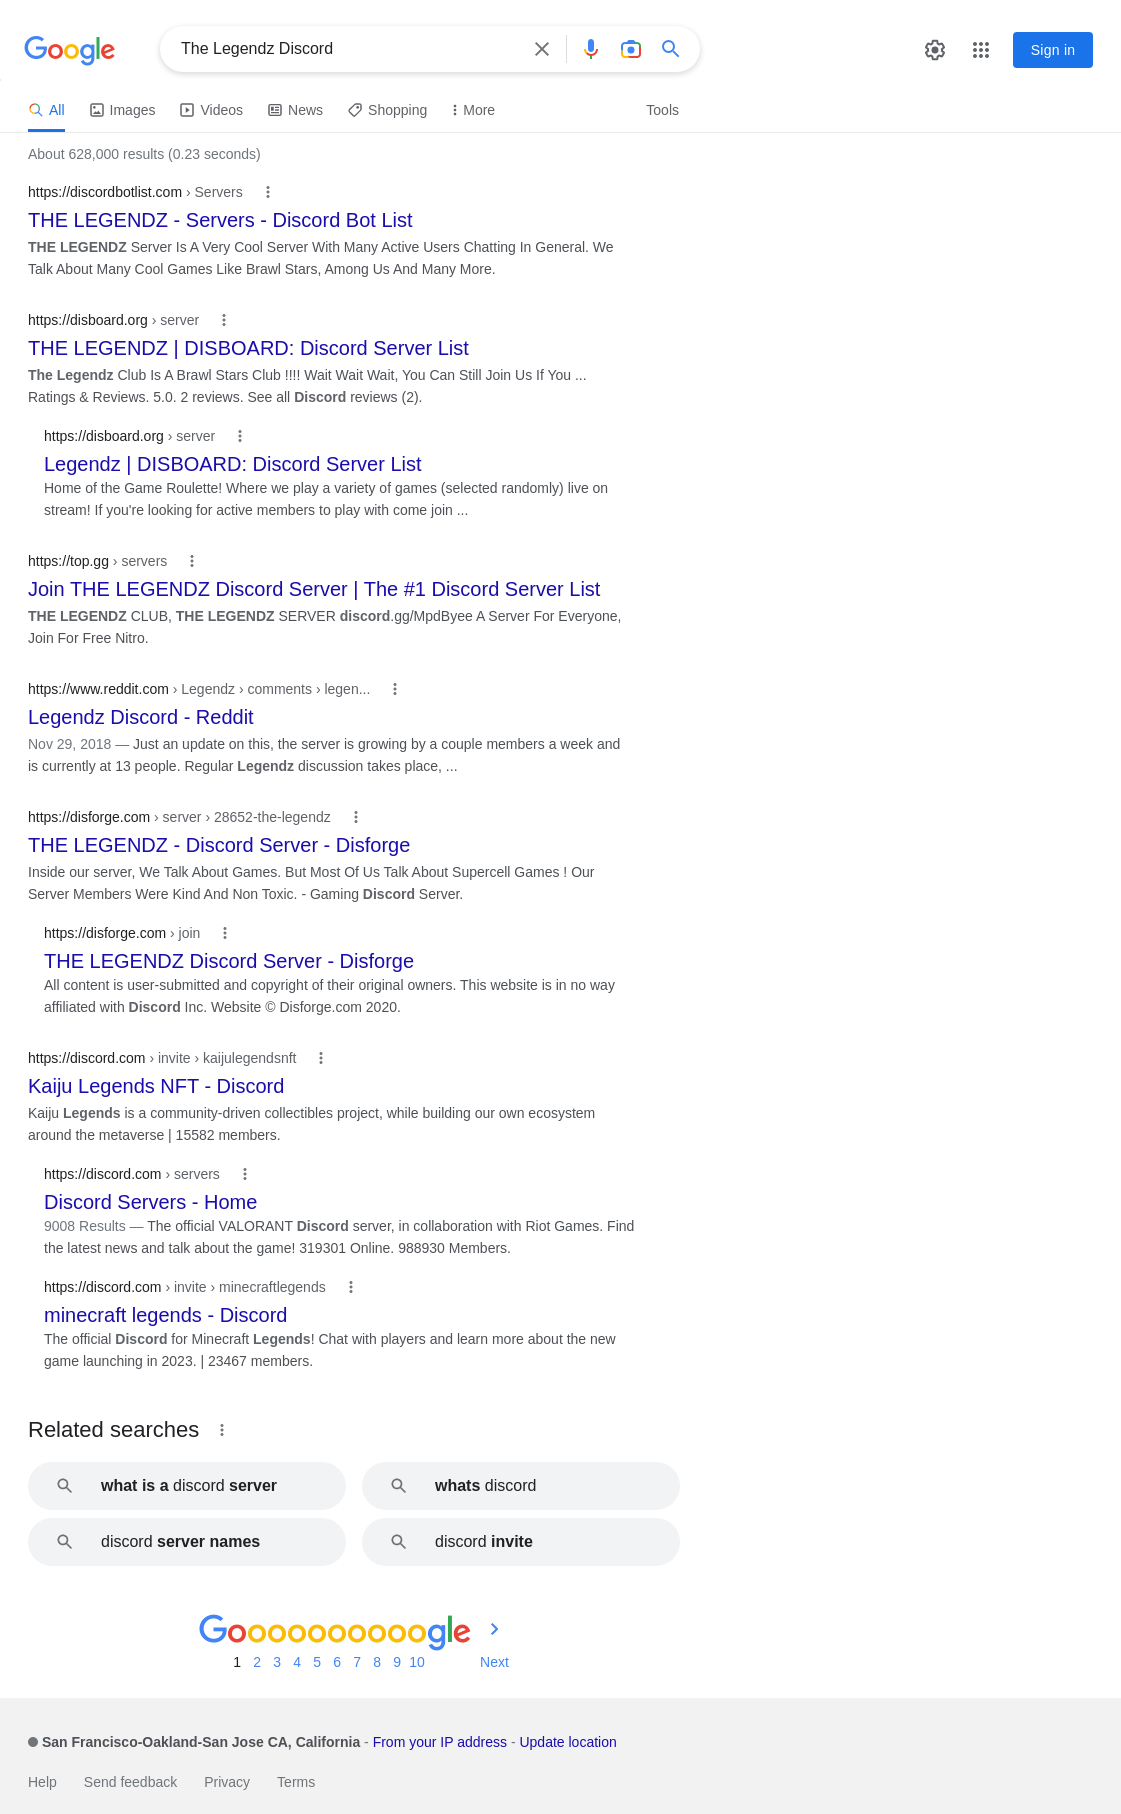 Google
The Legendz Discord
Sign in
All Images Videos News Shopping More Tools
About 628,000 results (0.23 seconds)
https://discordbotlist.com › Servers
THE LEGENDZ - Servers - Discord Bot List
THE LEGENDZ Server Is A Very Cool Server With Many Active Users Chatting In General. We
Talk About Many Cool Games Like Brawl Stars, Among Us And Many More.
https://disboard.org › server
THE LEGENDZ | DISBOARD: Discord Server List
The Legendz Club Is A Brawl Stars Club !!!! Wait Wait Wait, You Can Still Join Us If You ...
Ratings & Reviews. 5.0. 2 reviews. See all Discord reviews (2).
https://disboard.org › server
Legendz | DISBOARD: Discord Server List
Home of the Game Roulette! Where we play a variety of games (selected randomly) live on
stream! If you're looking for active members to play with come join ...
https://top.gg › servers
Join THE LEGENDZ Discord Server | The #1 Discord Server List
THE LEGENDZ CLUB, THE LEGENDZ SERVER discord.gg/MpdByee A Server For Everyone,
Join For Free Nitro.
https://www.reddit.com › Legendz › comments › legen...
Legendz Discord - Reddit
Nov 29, 2018 — Just an update on this, the server is growing by a couple members a week and
is currently at 13 people. Regular Legendz discussion takes place, ...
https://disforge.com › server › 28652-the-legendz
THE LEGENDZ - Discord Server - Disforge
Inside our server, We Talk About Games. But Most Of Us Talk About Supercell Games ! Our
Server Members Were Kind And Non Toxic. - Gaming Discord Server.
https://disforge.com › join
THE LEGENDZ Discord Server - Disforge
All content is user-submitted and copyright of their original owners. This website is in no way
affiliated with Discord Inc. Website © Disforge.com 2020.
https://discord.com › invite › kaijulegendsnft
Kaiju Legends NFT - Discord
Kaiju Legends is a community-driven collectibles project, while building our own ecosystem
around the metaverse | 15582 members.
https://discord.com › servers
Discord Servers - Home
9008 Results — The official VALORANT Discord server, in collaboration with Riot Games. Find
the latest news and talk about the game! 319301 Online. 988930 Members.
https://discord.com › invite › minecraftlegends
minecraft legends - Discord
The official Discord for Minecraft Legends! Chat with players and learn more about the new
game launching in 2023. | 23467 members.
Related searches
what is a discord server
whats discord
discord server names
discord invite
Goooooooooogle
1 2 3 4 5 6 7 8 9 10 Next
San Francisco-Oakland-San Jose CA, California - From your IP address - Update location
Help Send feedback Privacy Terms